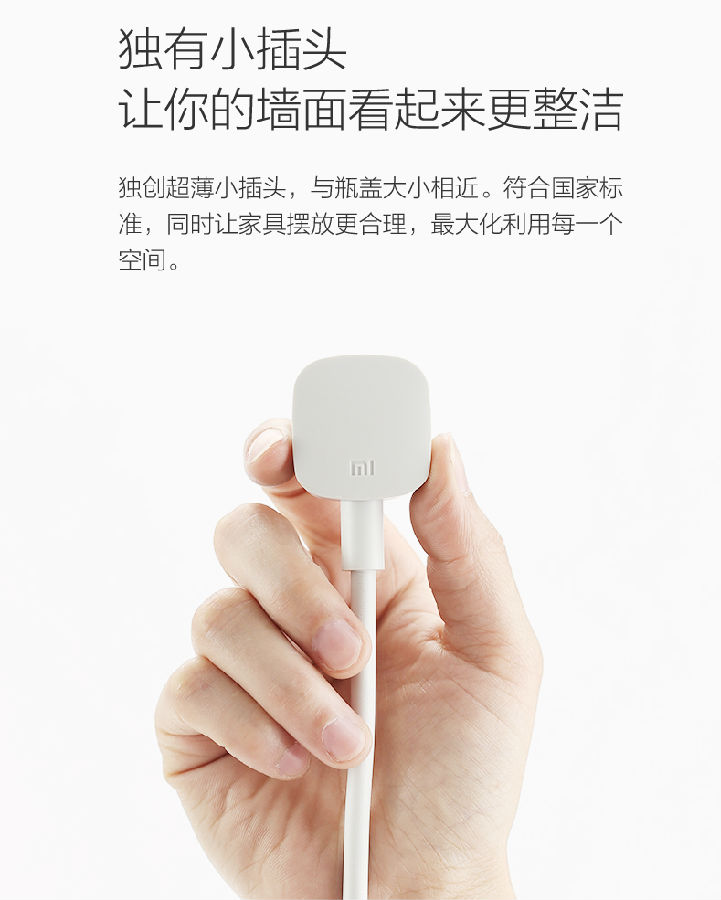 独有小插头
让你的墙面看起来更整洁
独创超薄小插头，与瓶盖大小相近。符合国家标
准，同时让家具摆放更合理，最大化利用每一个
空间。
mi